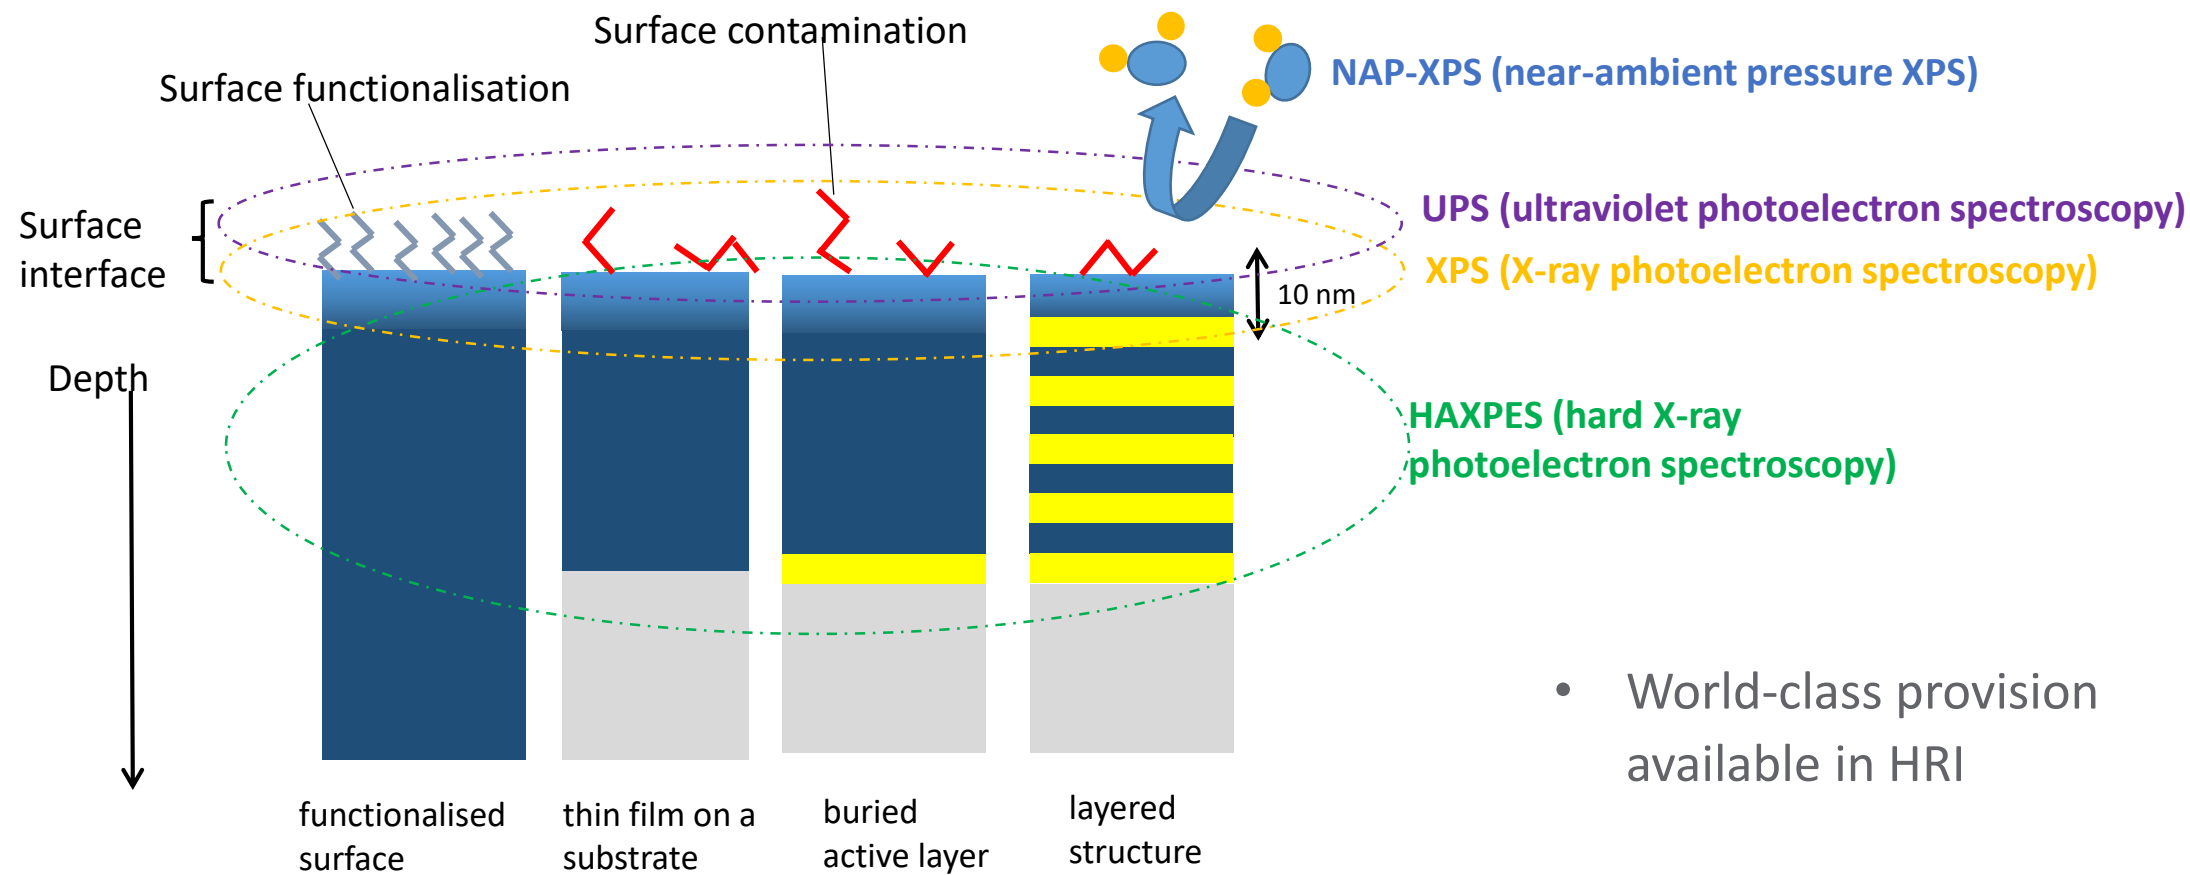 Surface contamination
Surface functionalisation
NAP-XPS (near-ambient pressure XPS)
Surface
interface
UPS (ultraviolet photoelectron spectroscopy)
XPS (X-ray photoelectron spectroscopy)
10 nm
Depth
HAXPES (hard X-ray
photoelectron spectroscopy)
• World-class provision
available in HRI
functionalised
surface
thin film on a
substrate
buried
active layer
layered
structure